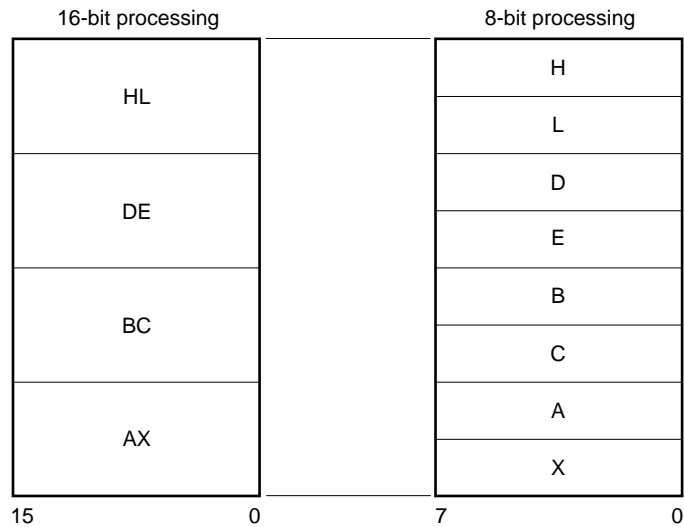 16-bit processing
8-bit processing
HL
DE
BC
AX
15 0
H
L
D
E
B
C
A
X
7 0